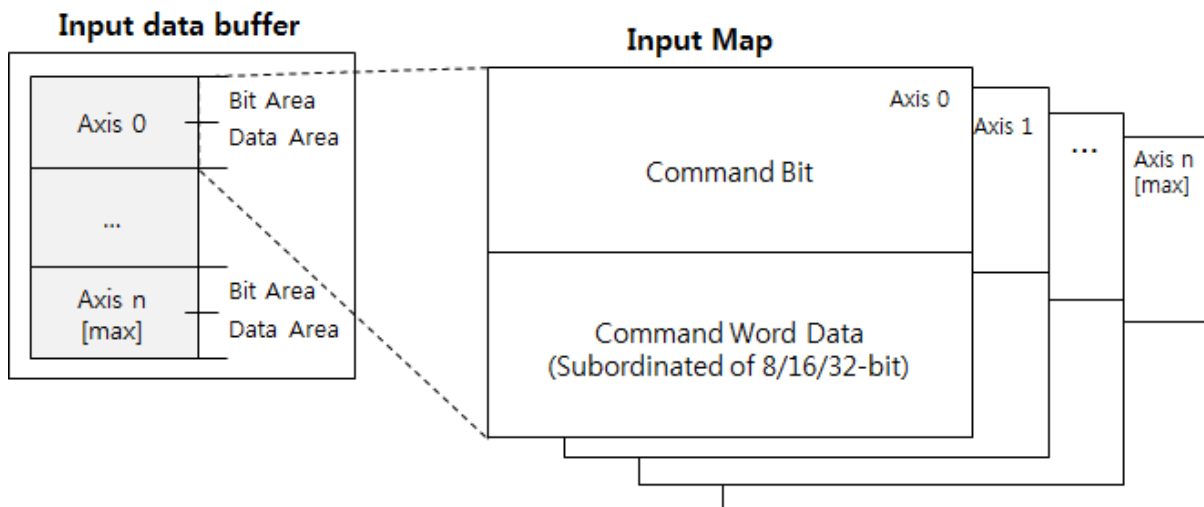 Input data buffer
Axis 0
Bit Area
Data Area
...
Axis n
[max]
Bit Area
Data Area
Input Map
Axis 0
Command Bit
Command Word Data
(Subordinated of 8/16/32-bit)
Axis 1
...
Axis n
[max]